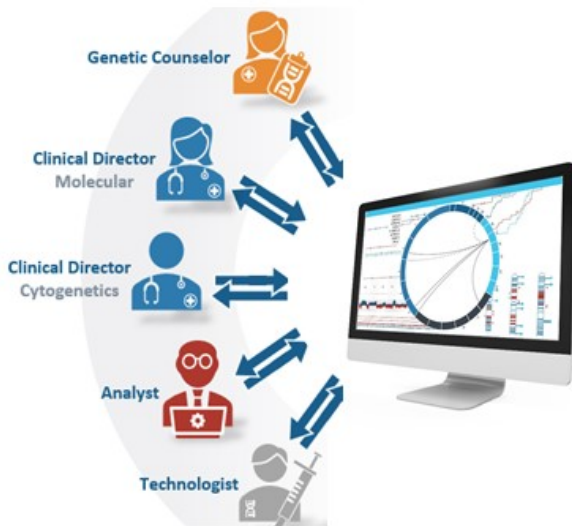 Genetic Counselor
Clinical Director
Molecular
Clinical Director
Cytogenetics
Analyst
Technologist